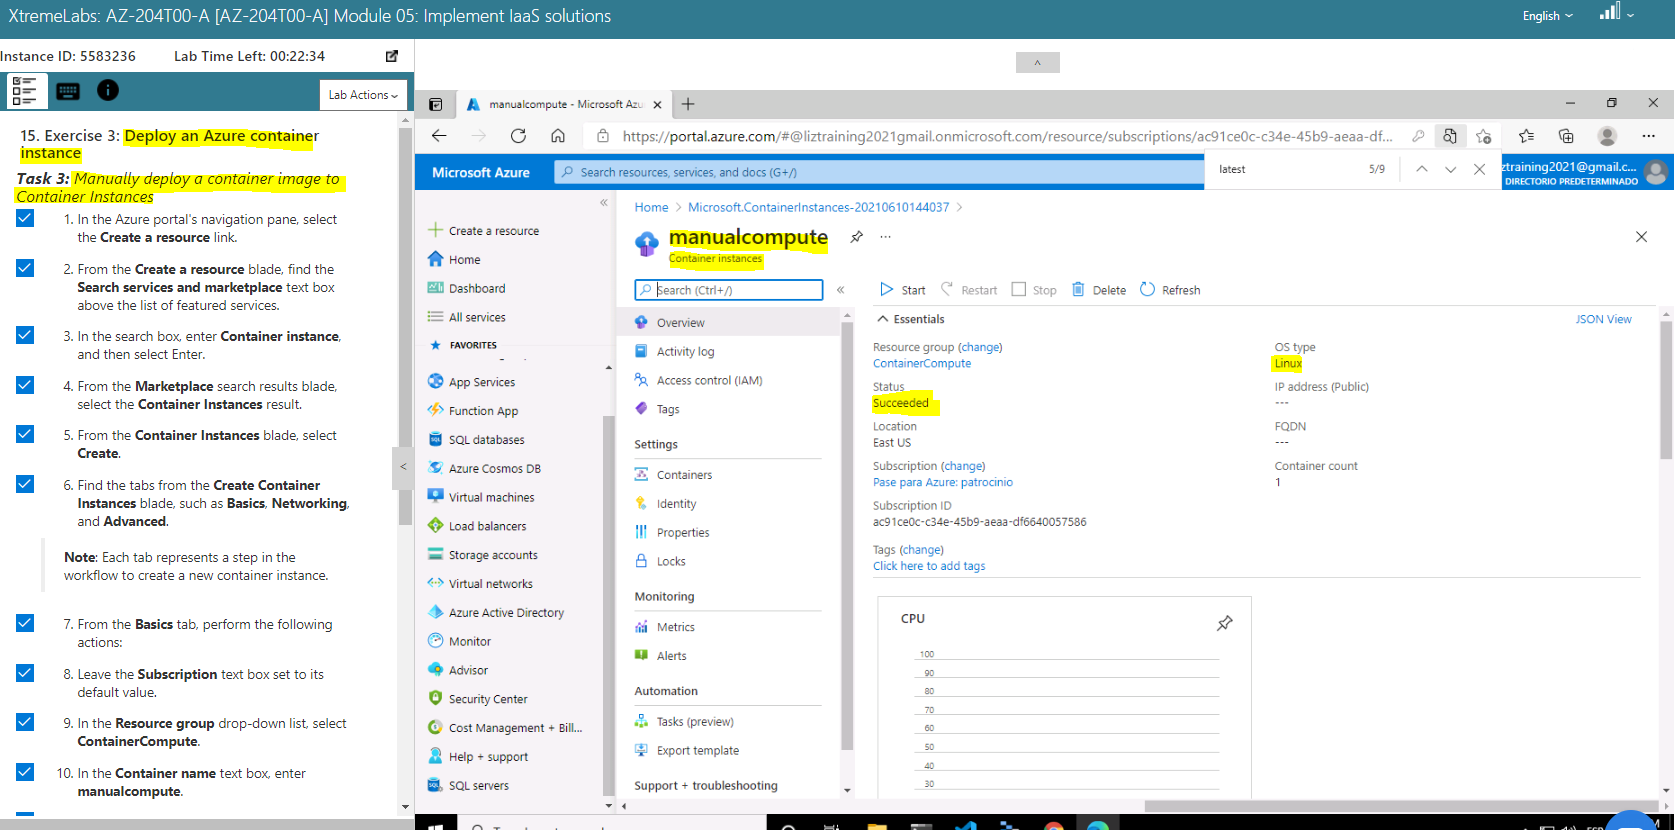 XtremeLabs: AZ-204T00-A [AZ-204T00-A] Module 05: Implement IaaS solutions
English
Instance ID: 5583236
Lab Time Left: 00:22:34
Lab Actions
15. Exercise 3: Deploy an Azure container
instance
Task 3: Manually deploy a container image to
Container Instances
1. In the Azure portal's navigation pane, select
the Create a resource link.
2. From the Create a resource blade, find the
Search services and marketplace text box
above the list of featured services.
3. In the search box, enter Container instance,
and then select Enter.
4. From the Marketplace search results blade,
select the Container Instances result.
5. From the Container Instances blade, select
Create.
6. Find the tabs from the Create Container
Instances blade, such as Basics, Networking,
and Advanced.
Note: Each tab represents a step in the
workflow to create a new container instance.
7. From the Basics tab, perform the following
actions:
8. Leave the Subscription text box set to its
default value.
9. In the Resource group drop-down list, select
ContainerCompute.
10. In the Container name text box, enter
manualcompute.
manualcompute - Microsoft Azu
https://portal.azure.com/#@liztraining2021gmail.onmicrosoft.com/resource/subscriptions/ac91ce0c-c34e-45b9-aeaa-df...
Microsoft Azure
Search resources, services, and docs (G+/)
latest
5/9
ztraining2021@gmail.c...
DIRECTORIO PREDETERMINADO
Create a resource
Home
Dashboard
All services
FAVORITES
App Services
Function App
SQL databases
Azure Cosmos DB
Virtual machines
Load balancers
Storage accounts
Virtual networks
Azure Active Directory
Monitor
Advisor
Security Center
Cost Management + Bill...
Help + support
SQL servers
Home > Microsoft.ContainerInstances-20210610144037 >
manualcompute
Container instances
Search (Ctrl+/)
Overview
Activity log
Access control (IAM)
Tags
Settings
Containers
Identity
Properties
Locks
Monitoring
Metrics
Alerts
Automation
Tasks (preview)
Export template
Support + troubleshooting
Start
Restart
Stop
Delete
Refresh
Essentials
JSON View
Resource group (change)
ContainerCompute
Status
Succeeded
Location
East US
Subscription (change)
Pase para Azure: patrocinio
Subscription ID
ac91ce0c-c34e-45b9-aeaa-df6640057586
Tags (change)
Click here to add tags
OS type
Linux
IP address (Public)
---
FQDN
---
Container count
1
CPU
100
90
80
70
60
50
40
30